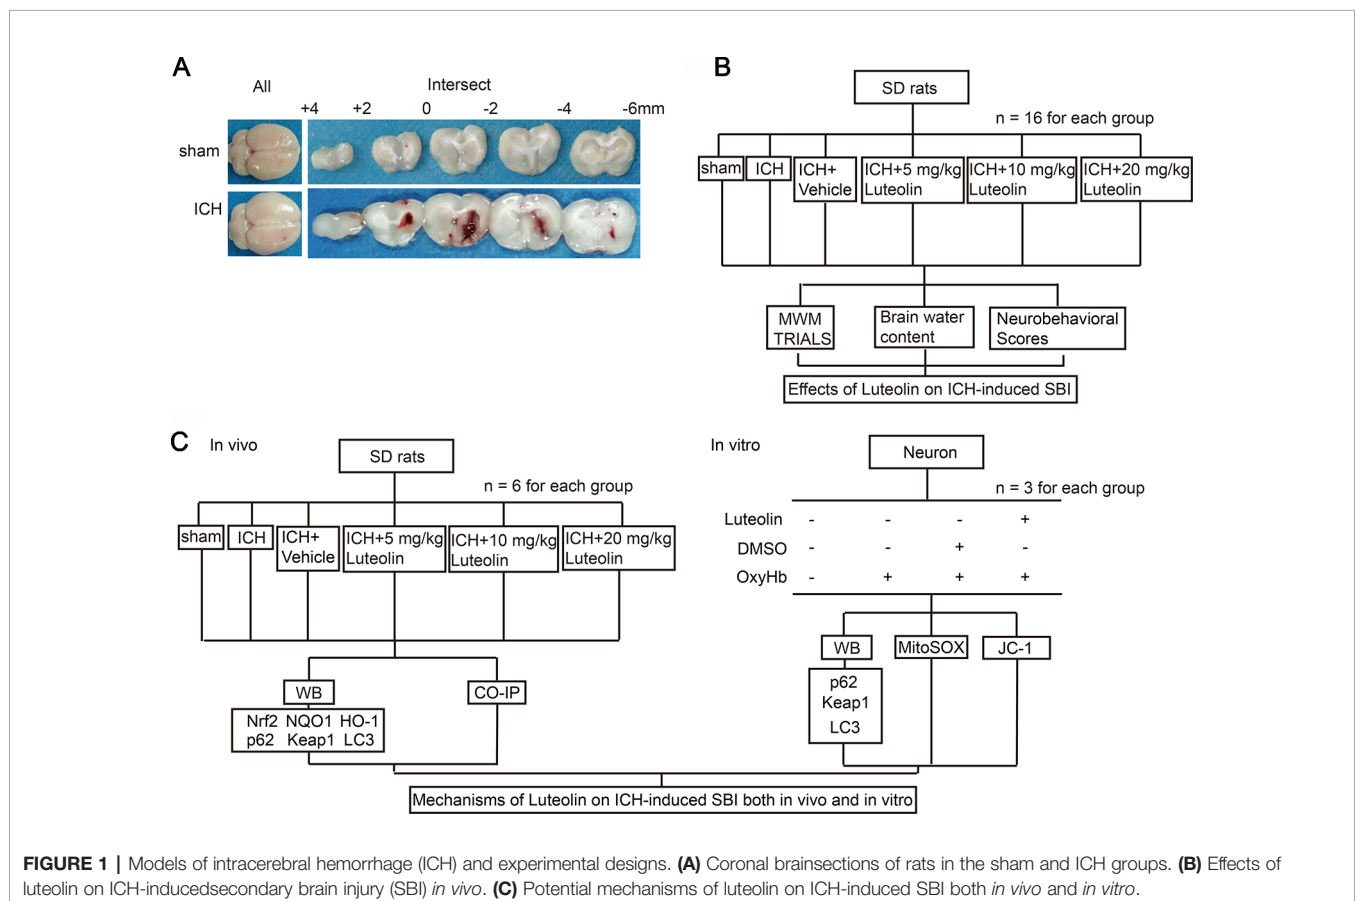 A
All
Intersect
+4 +2 0 -2 -4 -6mm
sham
ICH
B
SD rats
n = 16 for each group
sham
ICH
ICH+
Vehicle
ICH+5 mg/kg
Luteolin
ICH+10 mg/kg
Luteolin
ICH+20 mg/kg
Luteolin
MWM
TRIALS
Brain water
content
Neurobehavioral
Scores
Effects of Luteolin on ICH-induced SBI
C
In vivo
SD rats
n = 6 for each group
sham
ICH
ICH+
Vehicle
ICH+5 mg/kg
Luteolin
ICH+10 mg/kg
Luteolin
ICH+20 mg/kg
Luteolin
WB
Nrf2 NQO1 HO-1
p62 Keap1 LC3
CO-IP
In vitro
Neuron
n = 3 for each group
Luteolin - - - +
DMSO - - + -
OxyHb - + + +
WB
p62
Keap1
LC3
MitoSOX
JC-1
Mechanisms of Luteolin on ICH-induced SBI both in vivo and in vitro
FIGURE 1 | Models of intracerebral hemorrhage (ICH) and experimental designs. (A) Coronal brainsections of rats in the sham and ICH groups. (B) Effects of
luteolin on ICH-inducedsecondary brain injury (SBI) in vivo. (C) Potential mechanisms of luteolin on ICH-induced SBI both in vivo and in vitro.